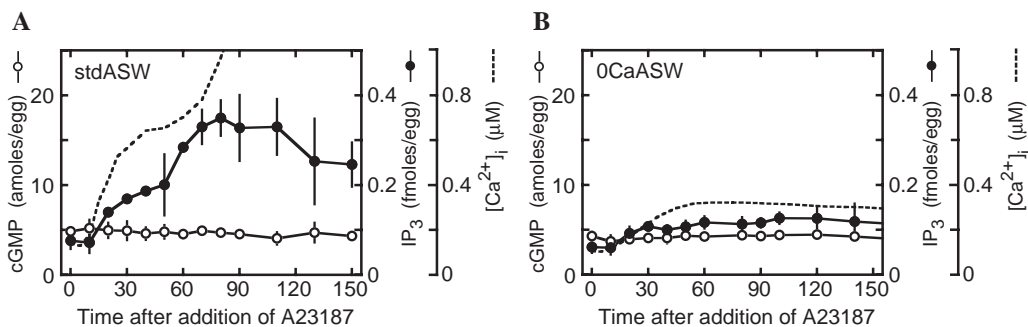 A
B
stdASW
0CaASW
cGMP (amoles/egg)
20
10
0
0 30 60 90 120 150
Time after addition of A23187
0.4
0.2
0
IP3 (fmoles/egg)
0.8
0.4
0
[Ca2+]i (μM)
cGMP (amoles/egg)
20
10
0
0 30 60 90 120 150
Time after addition of A23187
0.4
0.2
0
IP3 (fmoles/egg)
0.8
0.4
0
[Ca2+]i (μM)